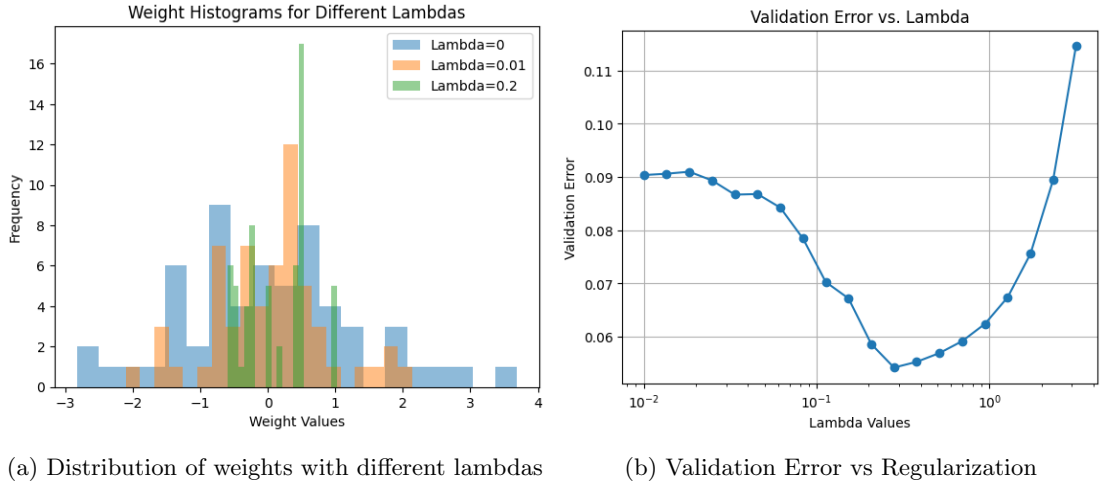 Weight Histograms for Different Lambdas
Lambda=0
Lambda=0.01
Lambda=0.2
16
14
12
10
8
6
4
2
0
Frequency
−3 −2 −1 0 1 2 3 4
Weight Values
(a) Distribution of weights with different lambdas
Validation Error vs. Lambda
0.11
0.10
0.09
0.08
0.07
0.06
Validation Error
10⁻² 10⁻¹ 10⁰
Lambda Values
(b) Validation Error vs Regularization